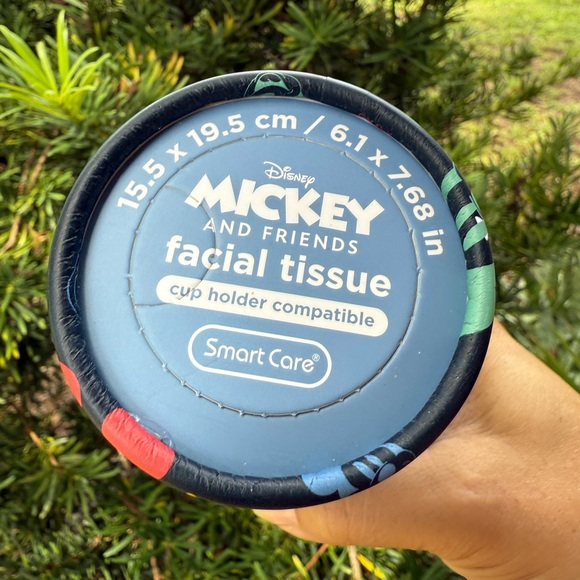 15.5 x 19.5 cm / 6.1 x 7.68 in
Disney
MICKEY
AND FRIENDS
facial tissue
cup holder compatible
Smart Care®